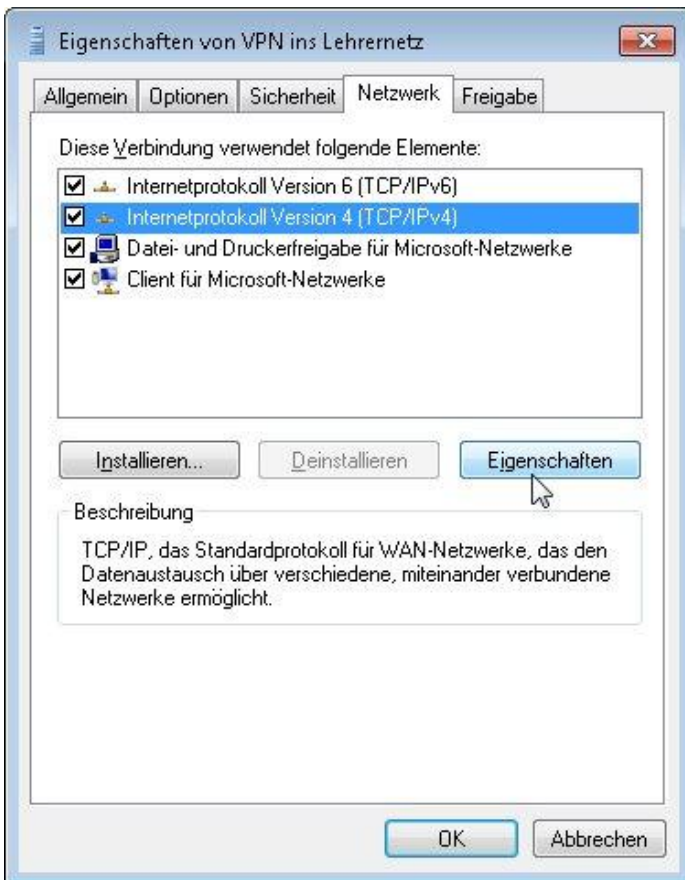 Eigenschaften von VPN ins Lehrernetz
Allgemein Optionen Sicherheit Netzwerk Freigabe
Diese Verbindung verwendet folgende Elemente:
Internetprotokoll Version 6 (TCP/IPv6)
Internetprotokoll Version 4 (TCP/IPv4)
Datei- und Druckerfreigabe für Microsoft-Netzwerke
Client für Microsoft-Netzwerke
Installieren... Deinstallieren Eigenschaften
Beschreibung
TCP/IP, das Standardprotokoll für WAN-Netzwerke, das den
Datenaustausch über verschiedene, miteinander verbundene
Netzwerke ermöglicht.
OK Abbrechen